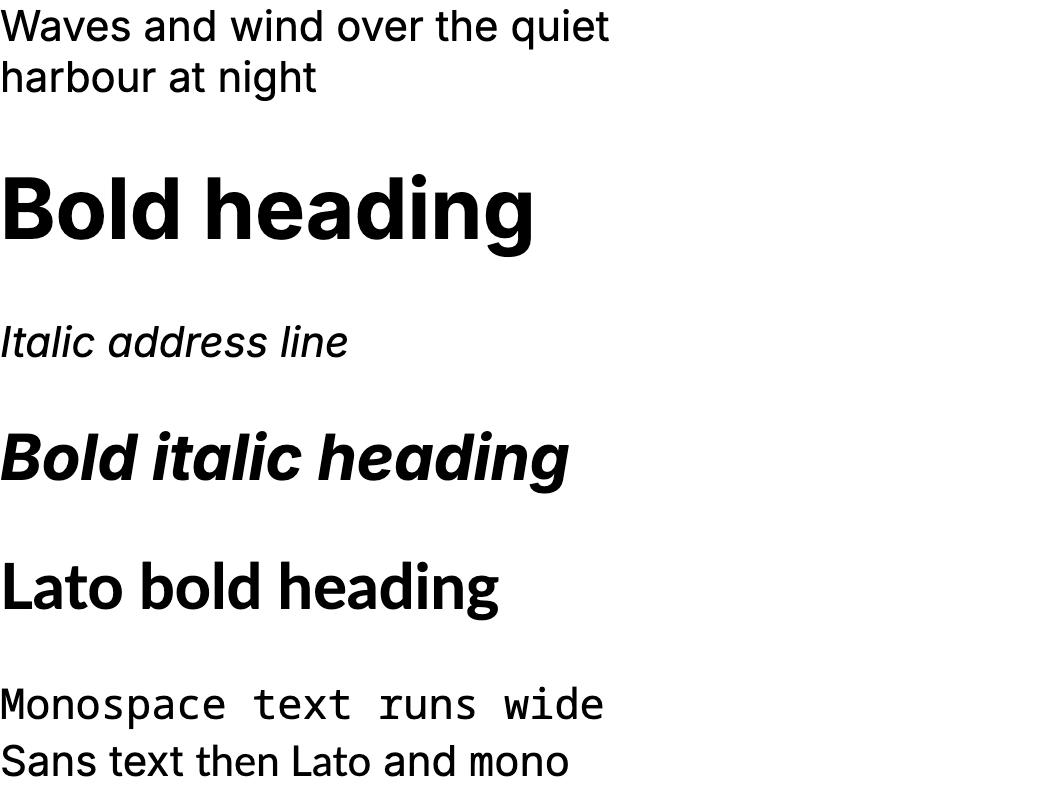 Waves and wind over the quiet
harbour at night
Bold heading
Italic address line
Bold italic heading
Lato bold heading
Monospace text runs wide
Sans text then Lato and mono